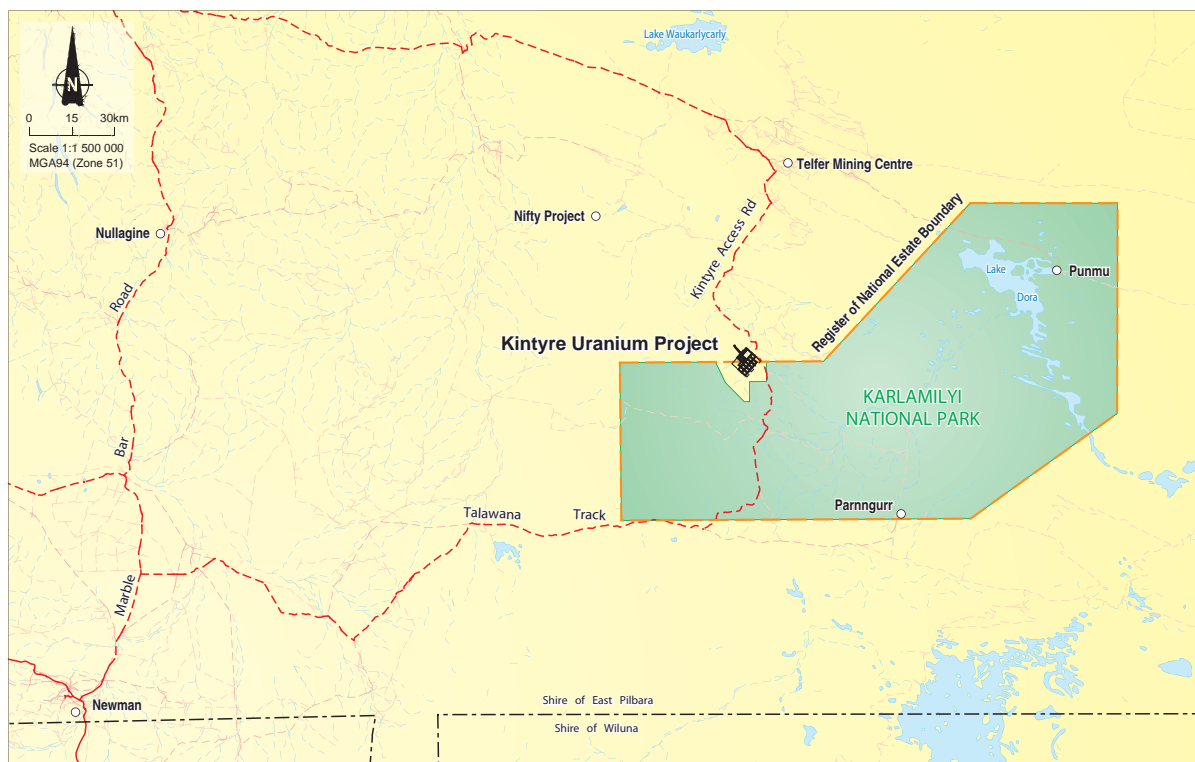 Lake Waukarlycarly
N
0 15 30km
Scale 1:1 500 000
MGA94 (Zone 51)
Telfer Mining Centre
Nifty Project
Nullagine
Kintyre Access Rd
Register of National Estate Boundary
Lake
Dora
Punmu
Road
Kintyre Uranium Project
KARLAMILYI
NATIONAL PARK
Bar
Parnngurr
Talawana Track
Marble
Newman
Shire of East Pilbara
Shire of Wiluna